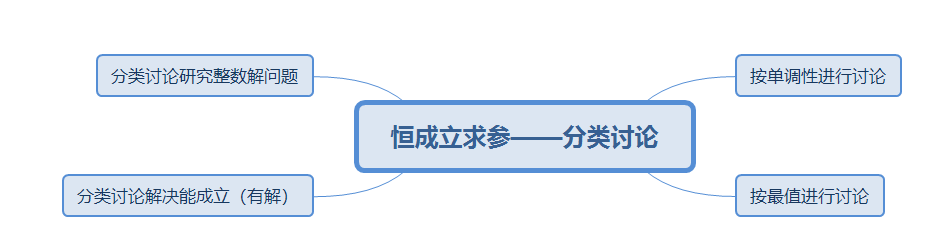 恒成立求参——分类讨论
按单调性进行讨论
按最值进行讨论
分类讨论研究整数解问题
分类讨论解决能成立（有解）